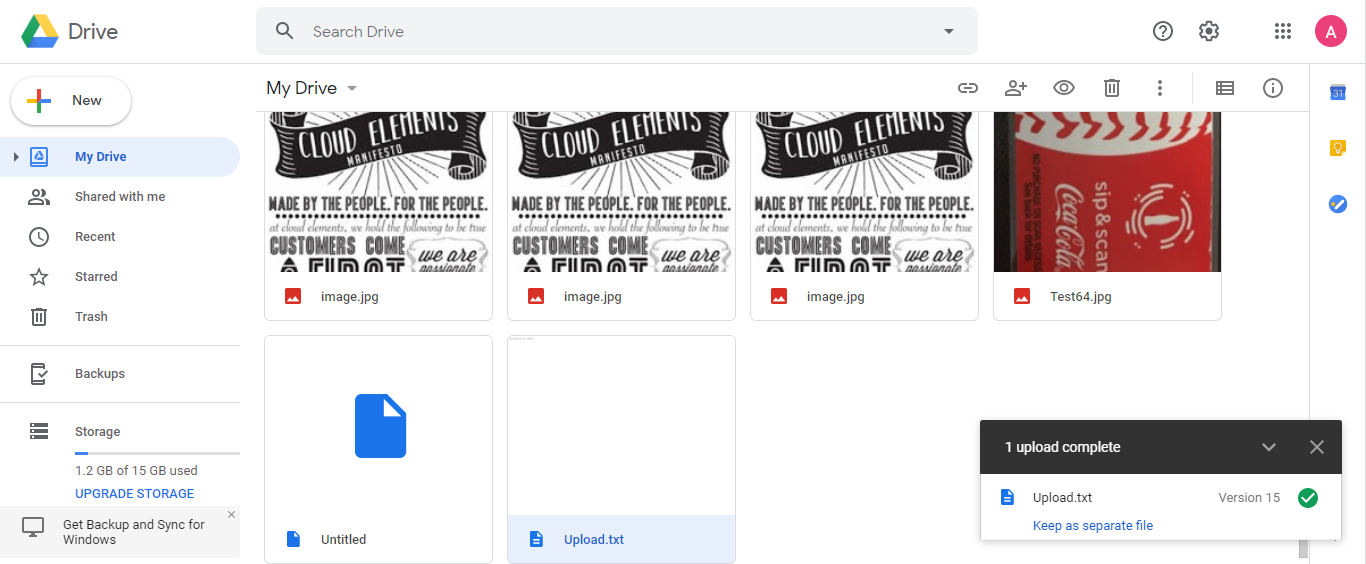 Drive
Search Drive
A
New
My Drive
31
My Drive
Shared with me
Recent
Starred
Trash
Backups
Storage
1.2 GB of 15 GB used
UPGRADE STORAGE
Get Backup and Sync for
Windows
CLOUD ELEMENTS
MANIFESTO
MADE BY THE PEOPLE. FOR THE PEOPLE.
at cloud elements, we hold the following to be true
CUSTOMERS COME
we are
passionate
image.jpg
CLOUD ELEMENTS
MANIFESTO
MADE BY THE PEOPLE. FOR THE PEOPLE.
at cloud elements, we hold the following to be true
CUSTOMERS COME
we are
passionate
image.jpg
CLOUD ELEMENTS
MANIFESTO
MADE BY THE PEOPLE. FOR THE PEOPLE.
at cloud elements, we hold the following to be true
CUSTOMERS COME
we are
passionate
image.jpg
sip & scan
Coca-Cola
Test64.jpg
Untitled
Upload.txt
1 upload complete
Upload.txt
Version 15
Keep as separate file